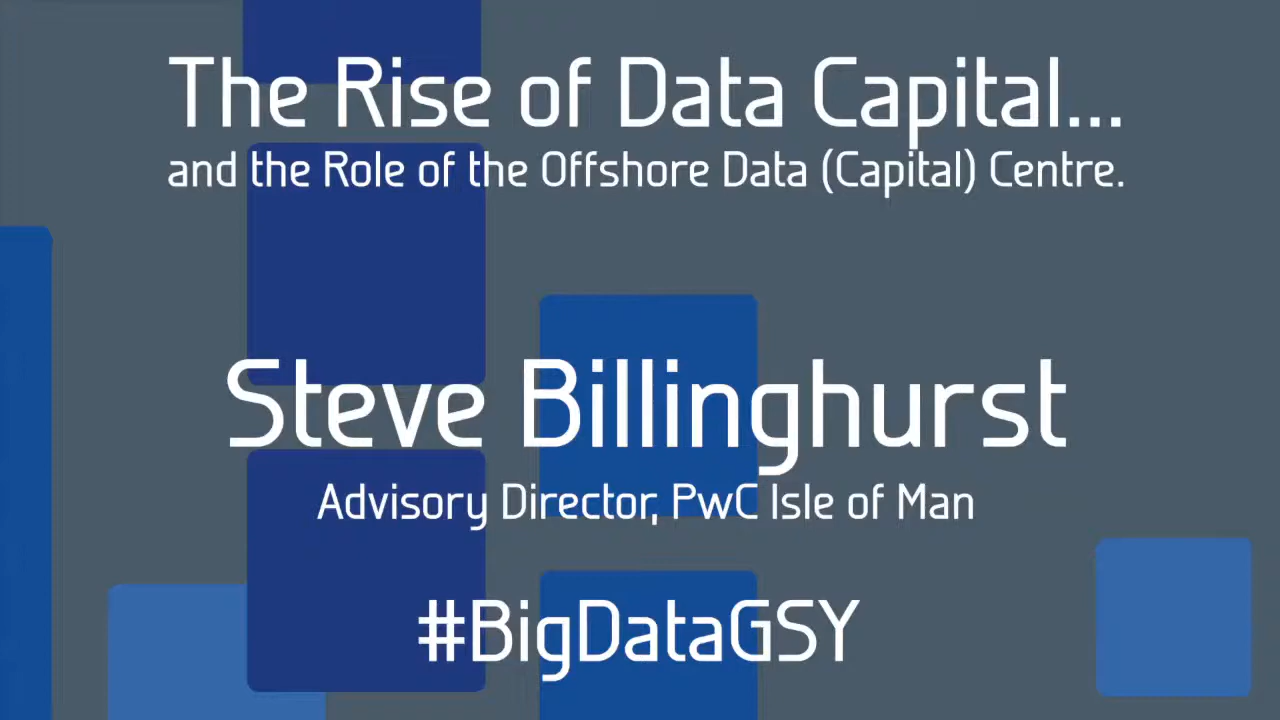 The Rise of Data Capital...
and the Role of the Offshore Data (Capital) Centre.
Steve Billinghurst
Advisory Director, PwC Isle of Man
#BigDataGSY